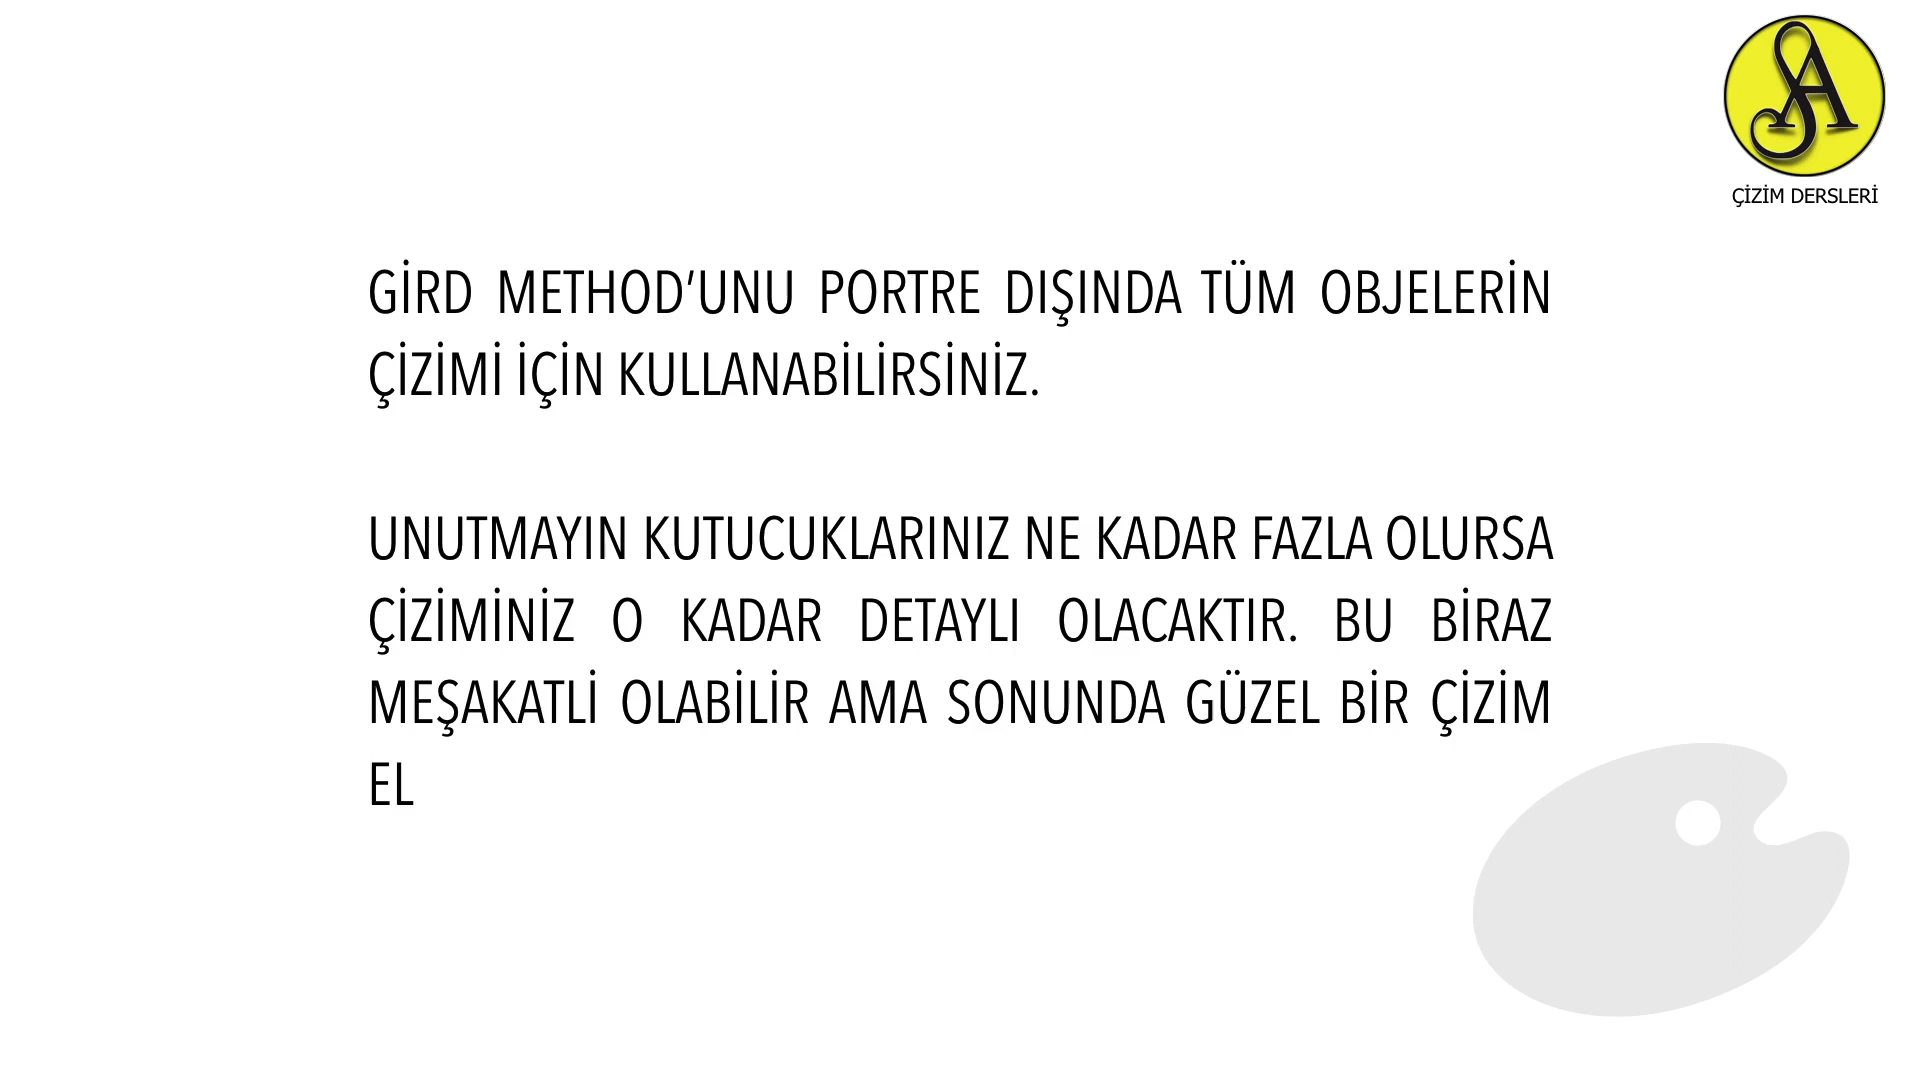 SA
ÇİZİM DERSLERİ
GİRD METHOD'UNU PORTRE DIŞINDA TÜM OBJELERİN
ÇİZİMİ İÇİN KULLANABİLİRSİNİZ.
UNUTMAYIN KUTUCUKLARINIZ NE KADAR FAZLA OLURSA
ÇİZİMİNİZ O KADAR DETAYLI OLACAKTIR. BU BİRAZ
MEŞAKATLİ OLABİLİR AMA SONUNDA GÜZEL BİR ÇİZİM
EL